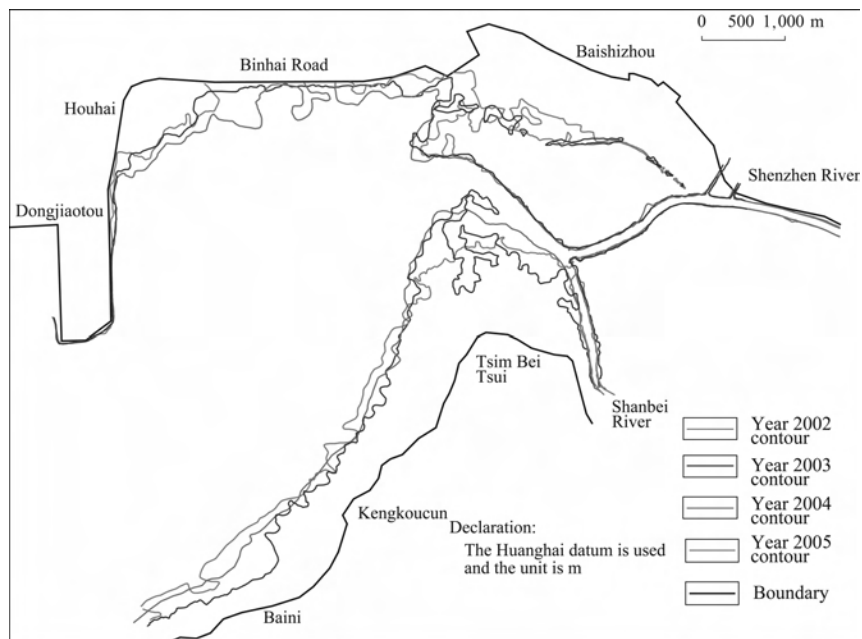 0 500 1,000 m
Baishizhou
Binhai Road
Houhai
Shenzhen River
Dongjiaotou
Tsim Bei
Tsui
Shanbei
River
Year 2002
contour
Year 2003
contour
Year 2004
contour
Year 2005
contour
Boundary
Kengkoucun
Declaration:
The Huanghai datum is used
and the unit is m
Baini